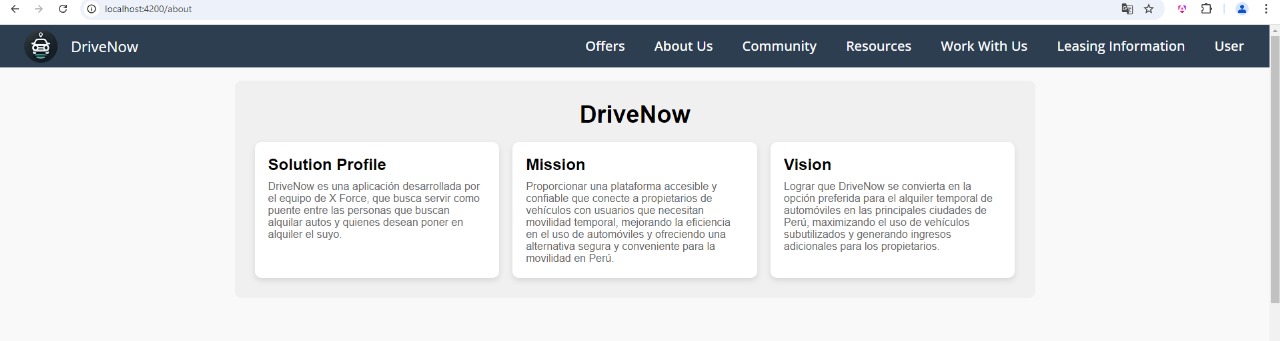 localhost:4200/about
DriveNow
Offers
About Us
Community
Resources
Work With Us
Leasing Information
User
DriveNow
Solution Profile
DriveNow es una aplicación desarrollada por
el equipo de X Force, que busca servir como
puente entre las personas que buscan
alquilar autos y quienes desean poner en
alquiler el suyo.
Mission
Proporcionar una plataforma accesible y
confiable que conecte a propietarios de
vehículos con usuarios que necesitan
movilidad temporal, mejorando la eficiencia
en el uso de automóviles y ofreciendo una
alternativa segura y conveniente para la
movilidad en Perú.
Vision
Lograr que DriveNow se convierta en la
opción preferida para el alquiler temporal de
automóviles en las principales ciudades de
Perú, maximizando el uso de vehículos
subutilizados y generando ingresos
adicionales para los propietarios.